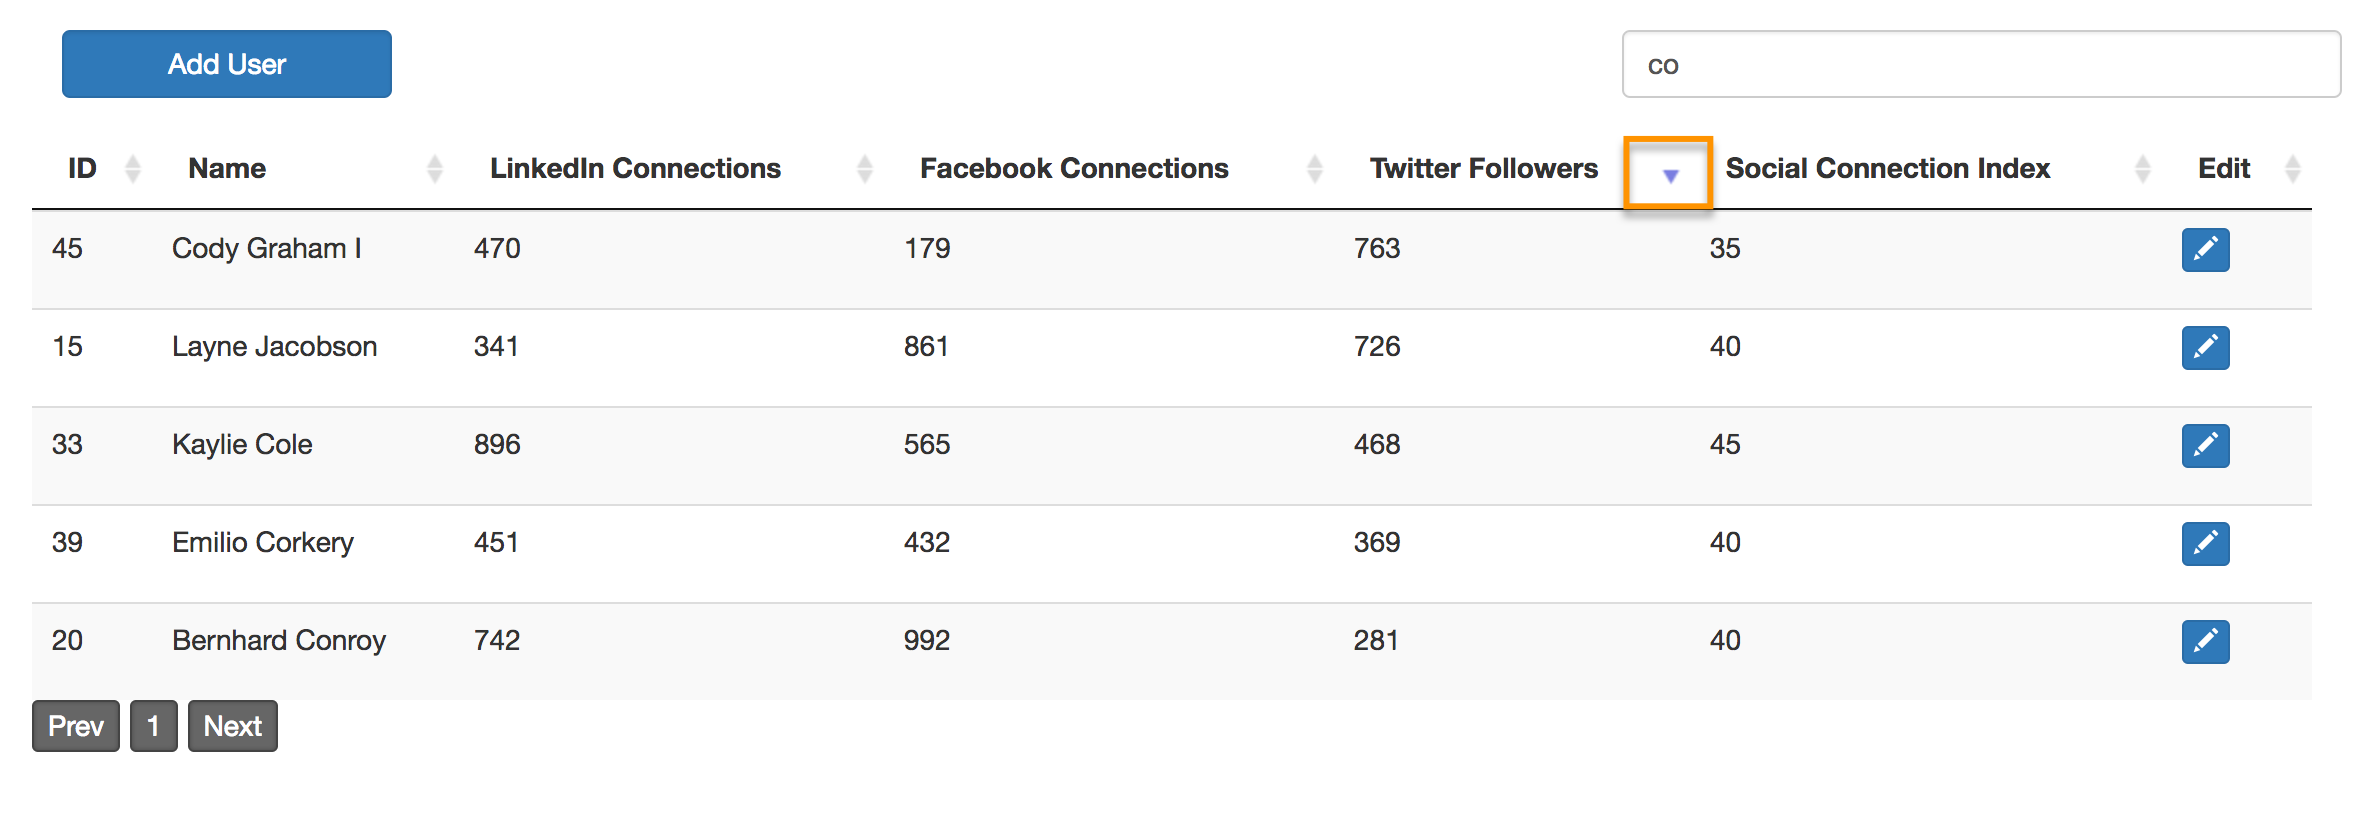 Add User
co
ID Name LinkedIn Connections Facebook Connections Twitter Followers Social Connection Index Edit
45 Cody Graham I 470 179 763 35
15 Layne Jacobson 341 861 726 40
33 Kaylie Cole 896 565 468 45
39 Emilio Corkery 451 432 369 40
20 Bernhard Conroy 742 992 281 40
Prev 1 Next